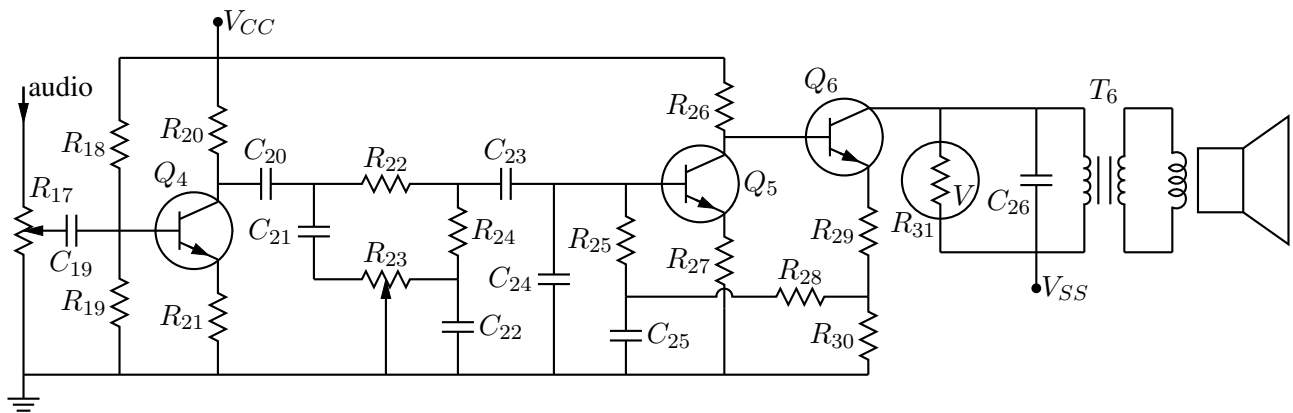 V_CC
audio
Q_6
T_6
R_26
R_18
R_20
C_20
R_22
C_23
Q_4
Q_5
R_17
V
C_26
C_21
R_24
R_25
R_29
R_31
C_19
R_23
R_27
R_28
C_24
V_SS
R_19
R_21
C_22
C_25
R_30